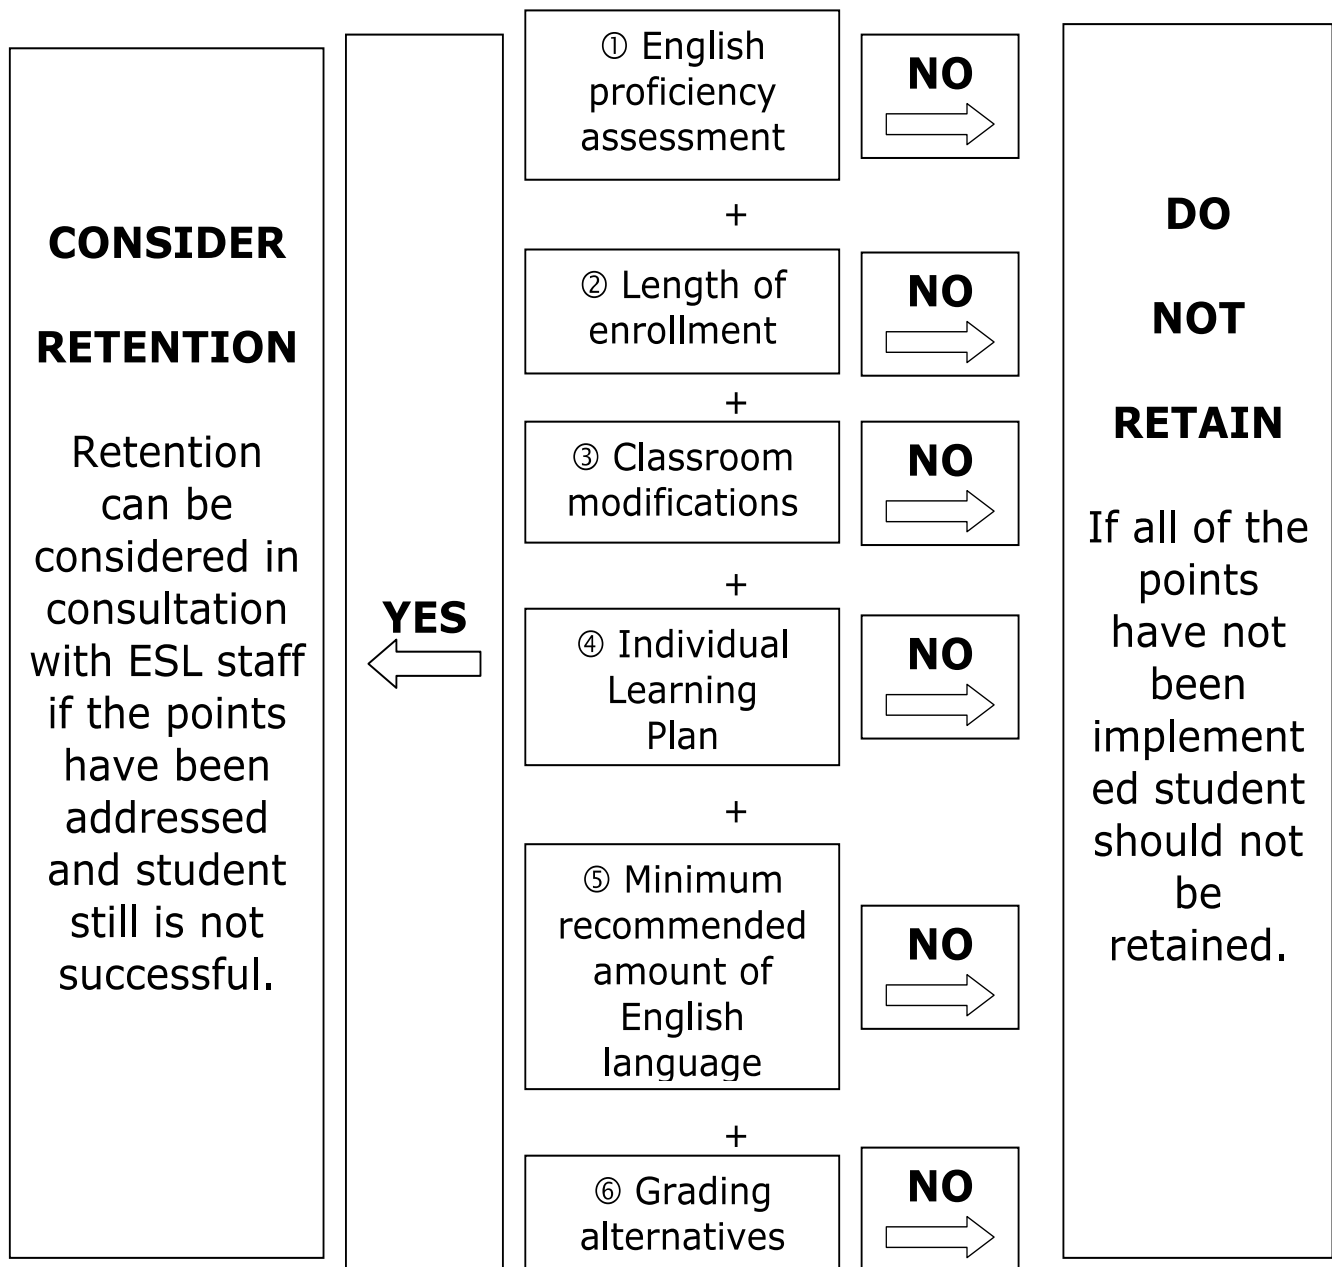 CONSIDER
RETENTION
Retention
can be
considered in
consultation
with ESL staff
if the points
have been
addressed
and student
still is not
successful.
YES
① English
proficiency
assessment
NO
+
② Length of
enrollment
NO
+
③ Classroom
modifications
NO
+
④ Individual
Learning
Plan
NO
+
⑤ Minimum
recommended
amount of
English
language
NO
+
⑥ Grading
alternatives
NO
DO
NOT
RETAIN
If all of the
points
have not
been
implement
ed student
should not
be
retained.